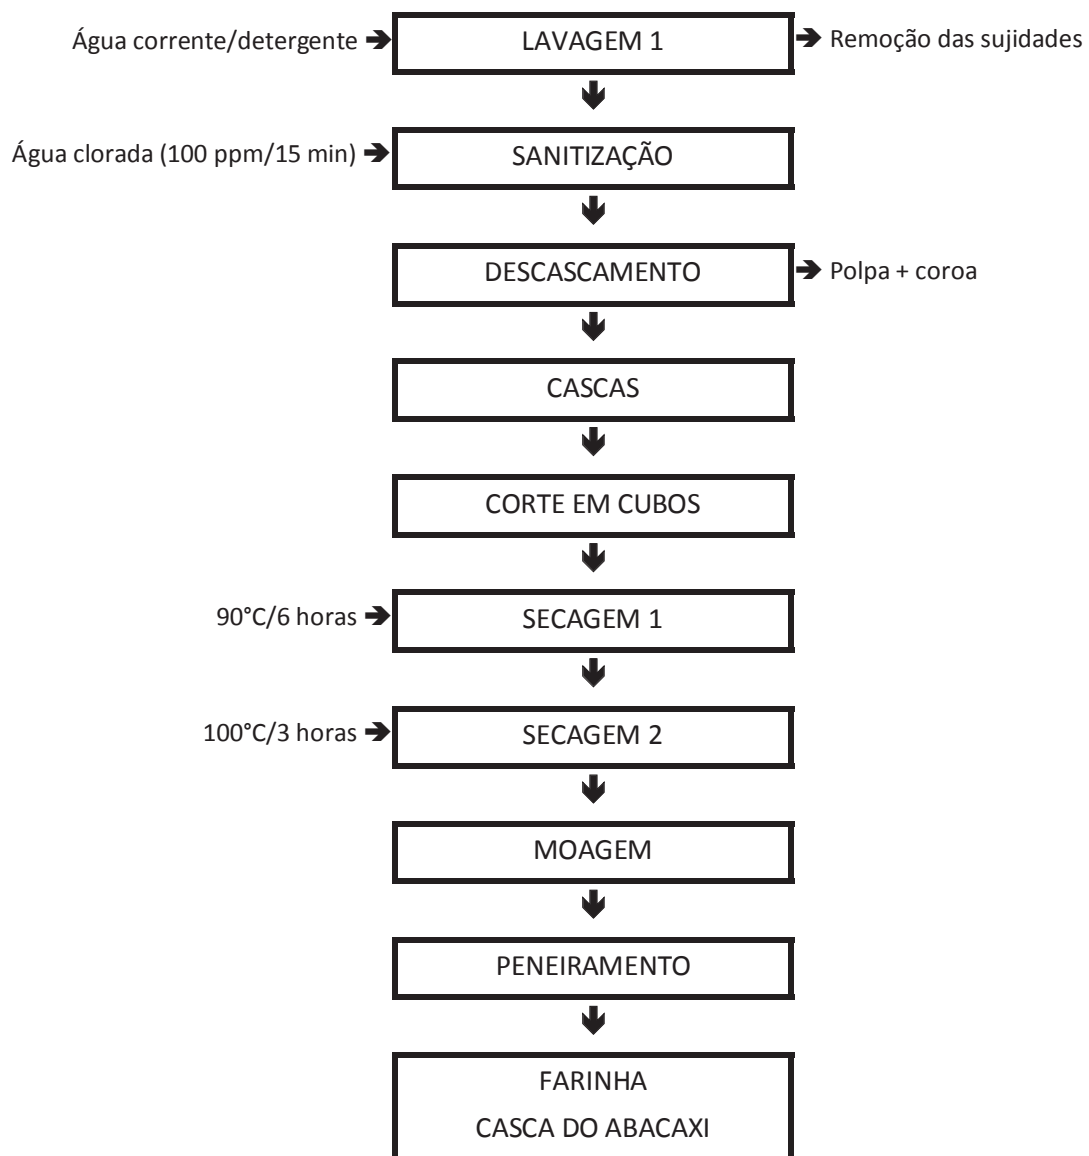 Água corrente/detergente LAVAGEM 1 Remoção das sujidades
Água clorada (100 ppm/15 min) SANITIZAÇÃO
DESCASCAMENTO Polpa + coroa
CASCAS
CORTE EM CUBOS
90°C/6 horas SECAGEM 1
100°C/3 horas SECAGEM 2
MOAGEM
PENEIRAMENTO
FARINHA
CASCA DO ABACAXI